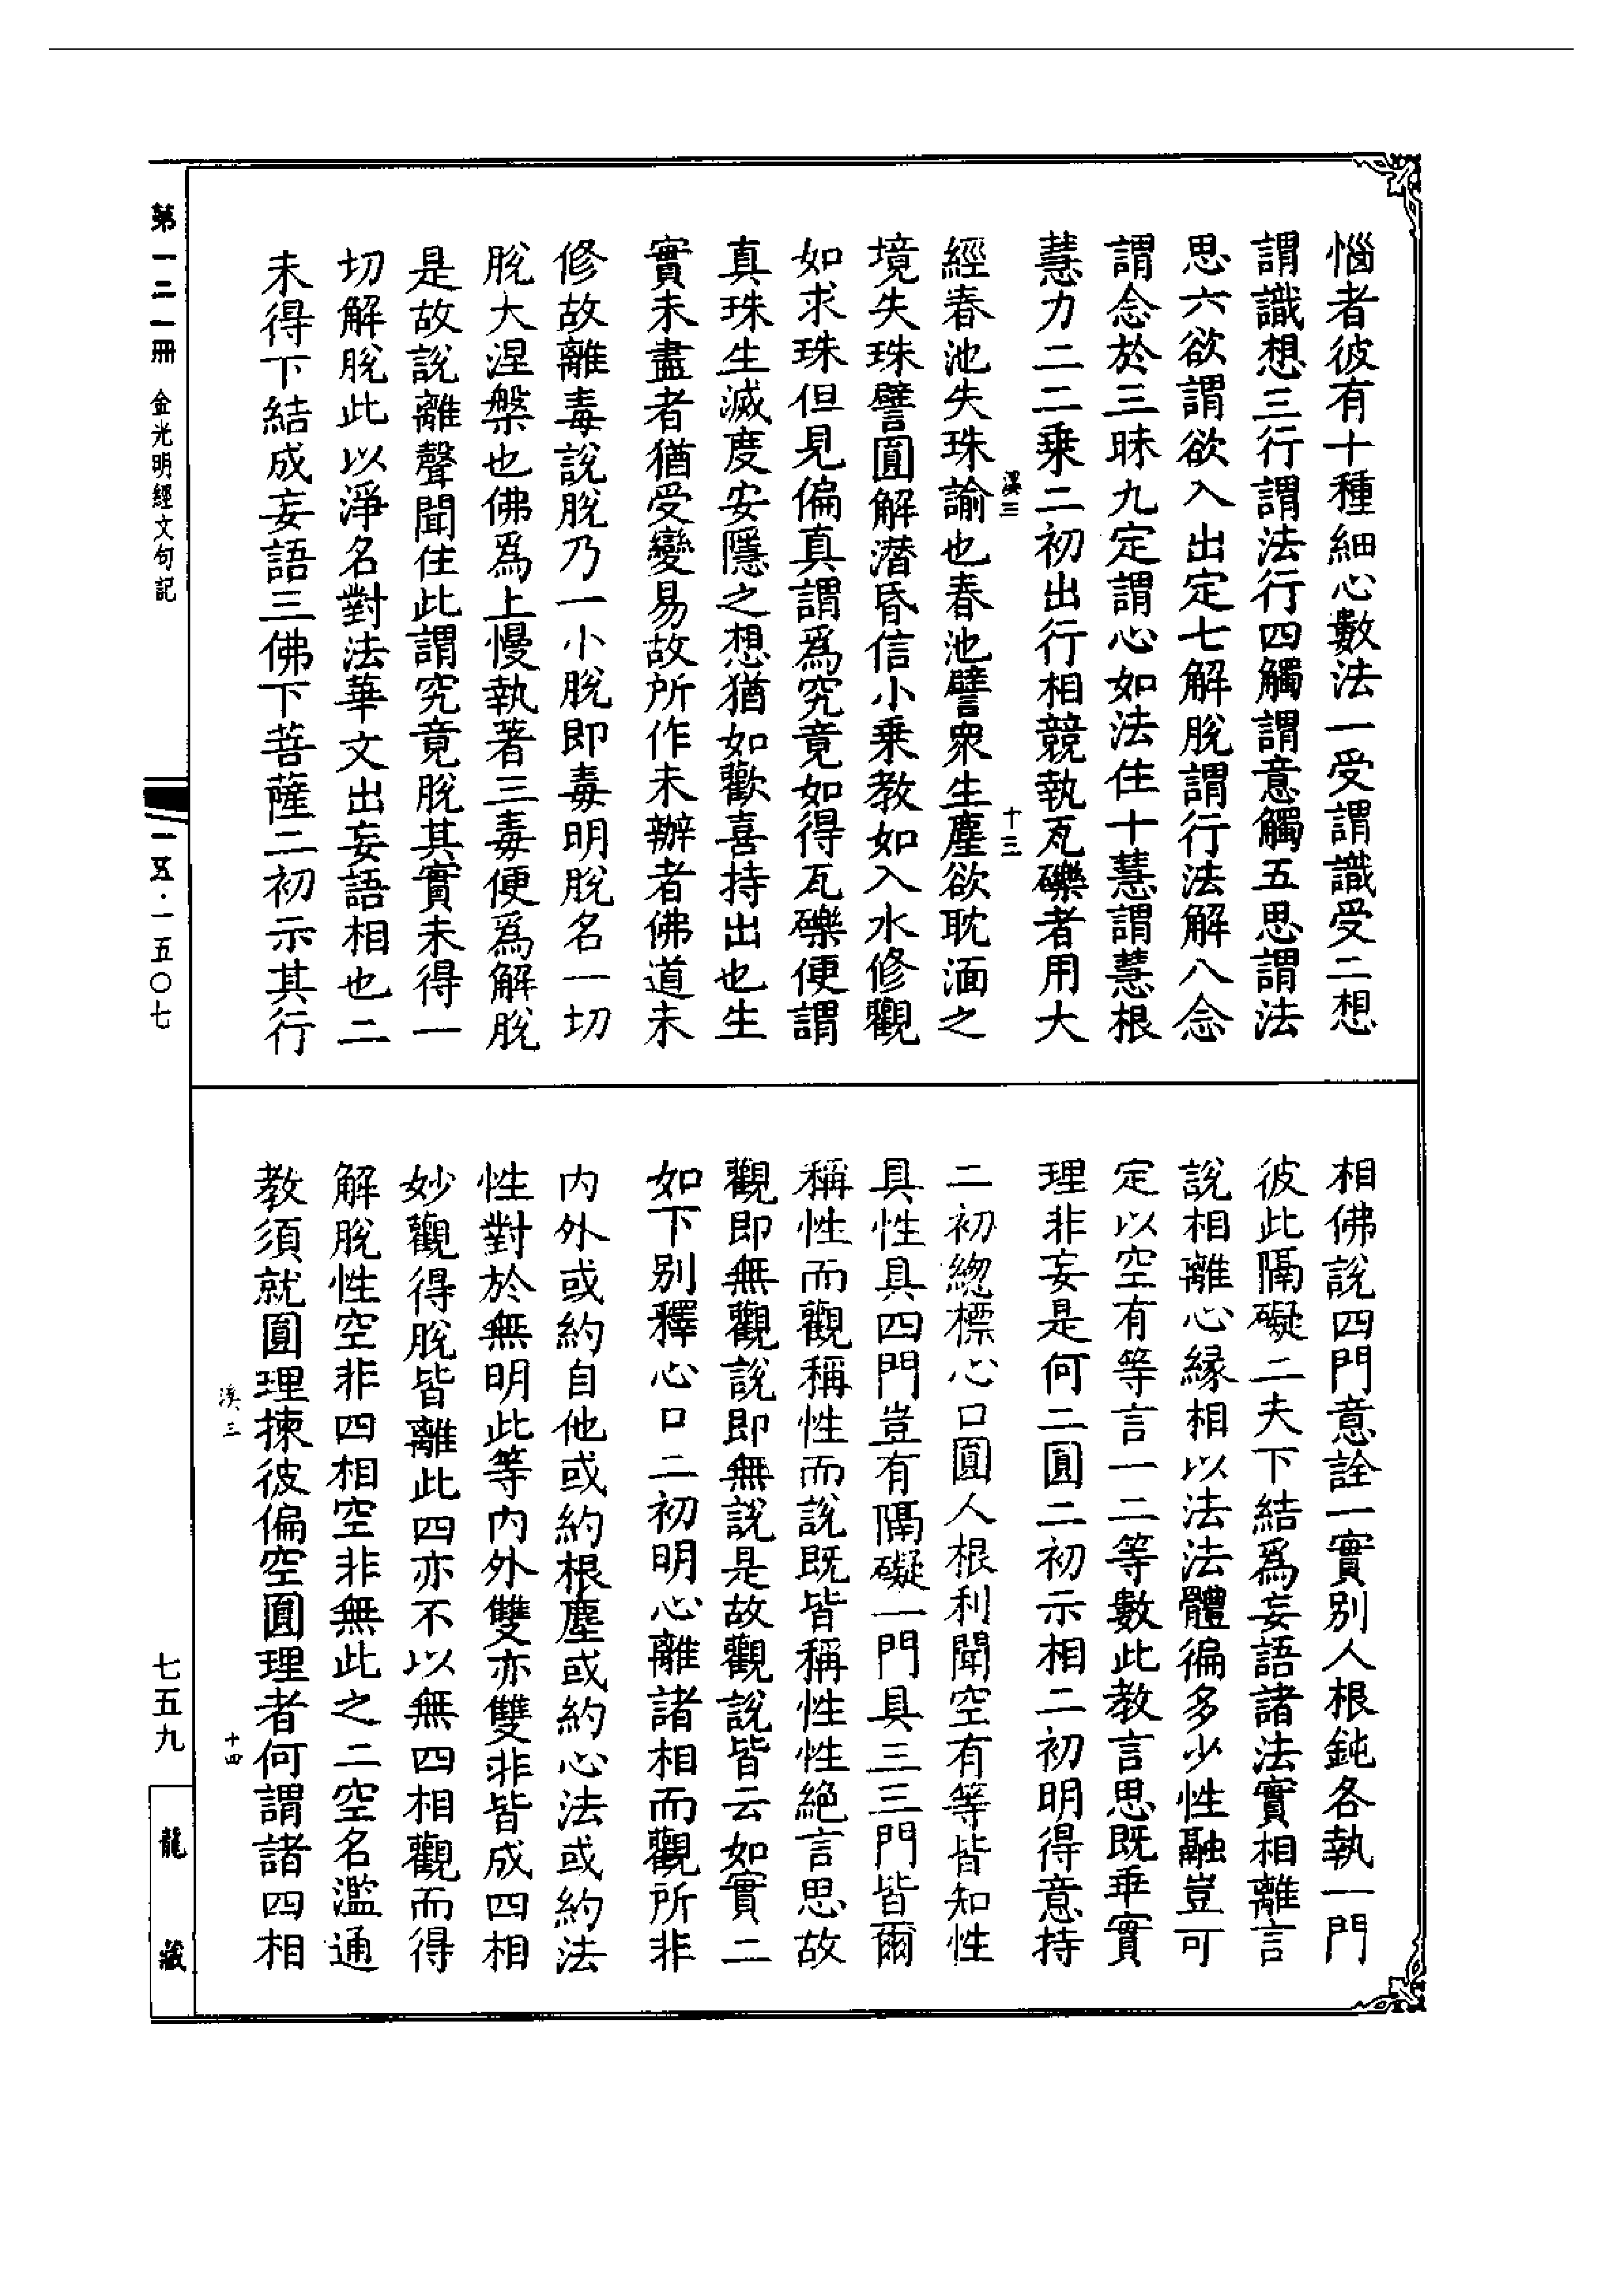 惱者彼有十種細心數法一受謂識受二想
謂識想三行謂法行四觸謂意觸五思謂法
思六欲謂欲入出定七解脫謂行法解八念
謂念於三昧九定謂心如法住十慧謂慧根
慧力二二乘二初出行相競執瓦礫者用大
溪三
十三
經春池失珠諭也春池譬衆生塵欲耽湎之
境失珠譬圓解潛昏信小乘教如入水修觀
如求珠但見偏真謂爲究竟如得瓦礫便謂
真珠生滅度安隱之想猶如歡喜持出也生
實未盡者猶受變易故所作未辦者佛道未
修故離毒說脫乃一小脫即毒明脫名一切
脫大涅槃也佛爲上慢執著三毒便爲解脫
是故說離聲聞住此謂究竟脫其實未得一
切解脫此以淨名對法華文出妄語相也二
未得下結成妄語三佛下菩薩二初示其行
相佛說四門意詮一實別人根鈍各執一門
彼此隔礙二夫下結爲妄語諸法實相離言
說相離心緣相以法法體徧多少性融豈可
定以空有等言一二等數此教言思既乖實
理非妄是何二圓二初示相二初明得意持
二初總標心口圓人根利聞空有等皆知性
具性具四門豈有隔礙一門具三三門皆爾
稱性而觀稱性而說既皆稱性性絕言思故
觀即無觀說即無說是故觀說皆云如實二
如下別釋心口二初明心離諸相而觀所非
内外或約自他或約根塵或約心法或約法
性對於無明此等内外雙亦雙非皆成四相
妙觀得脫皆離此四亦不以無四相觀而得
解脫性空非四相空非無此之二空名濫通
教須就圓理揀彼偏空圓理者何謂諸四相
溪三
十四
第一二一冊
金光明經文句記
一五·一五〇七
七五九
龍藏